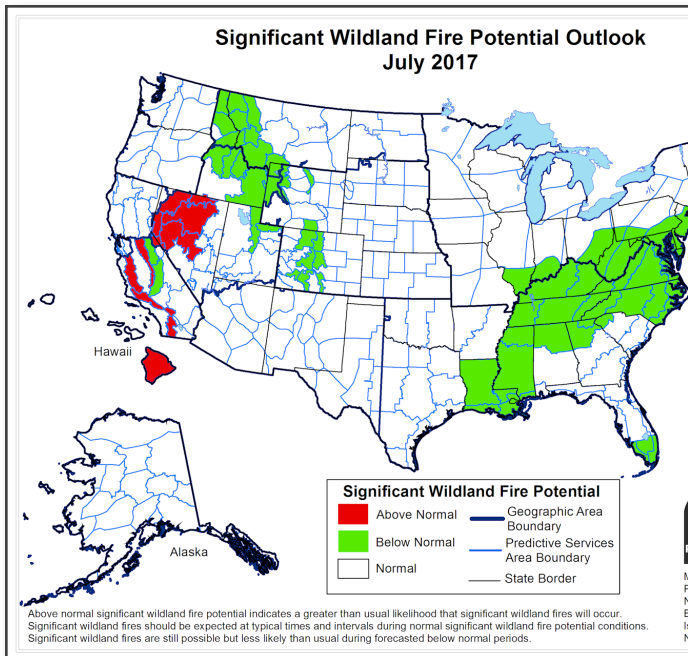 Significant Wildland Fire Potential Outlook
July 2017
Hawaii
Alaska
Significant Wildland Fire Potential
Above Normal
Below Normal
Normal
Geographic Area
Boundary
Predictive Services
Area Boundary
State Border
Above normal significant wildland fire potential indicates a greater than usual likelihood that significant wildland fires will occur.
Significant wildland fires should be expected at typical times and intervals during normal significant wildland fire potential conditions.
Significant wildland fires are still possible but less likely than usual during forecasted below normal periods.